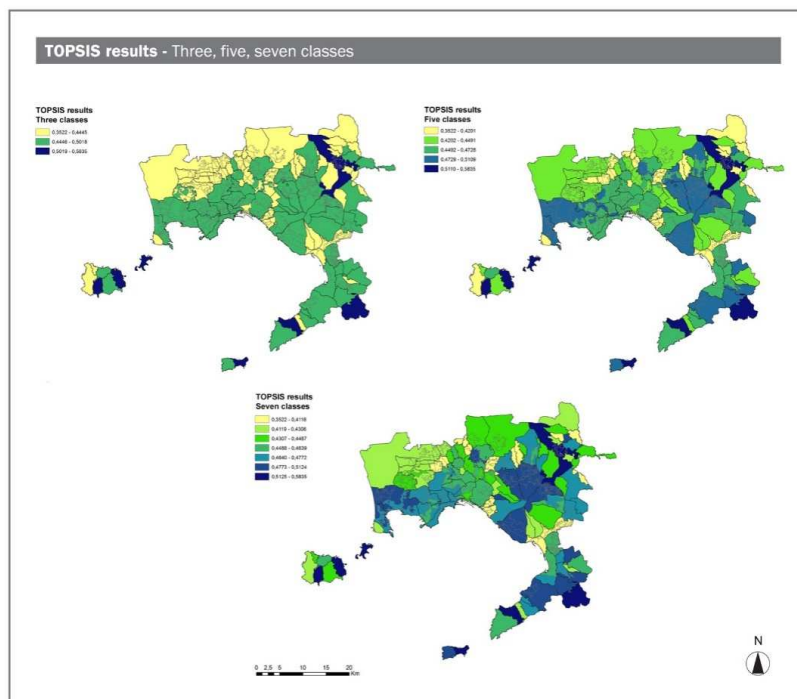 TOPSIS results - Three, five, seven classes
TOPSIS results
Three classes
0,3522 - 0,4445
0,4446 - 0,5018
0,5019 - 0,5835
TOPSIS results
Five classes
0,3522 - 0,4201
0,4202 - 0,4491
0,4492 - 0,4728
0,4729 - 0,5109
0,5110 - 0,5835
TOPSIS results
Seven classes
0,3522 - 0,4118
0,4119 - 0,4306
0,4307 - 0,4487
0,4488 - 0,4639
0,4640 - 0,4772
0,4773 - 0,5124
0,5125 - 0,5835
0 2,5 5 10 15 20
Km
N